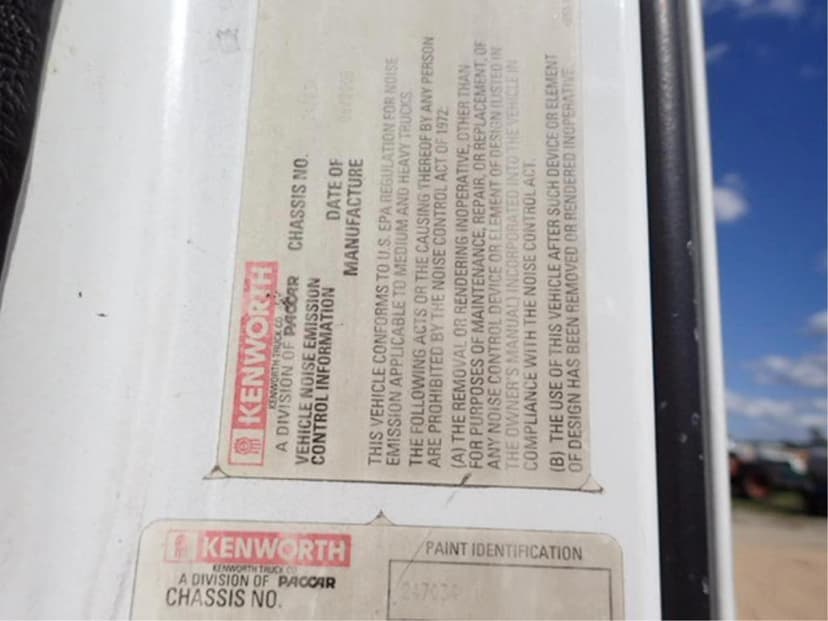 KENWORTH
KENWORTH TRUCK CO.
A DIVISION OF PACCAR
VEHICLE NOISE EMISSION
CONTROL INFORMATION
CHASSIS NO.
DATE OF
MANUFACTURE
THIS VEHICLE CONFORMS TO U.S. EPA REGULATION FOR NOISE
EMISSION APPLICABLE TO MEDIUM AND HEAVY TRUCKS.
THE FOLLOWING ACTS OR THE CAUSING THEREOF BY ANY PERSON
ARE PROHIBITED BY THE NOISE CONTROL ACT OF 1972:
(A) THE REMOVAL OR RENDERING INOPERATIVE, OTHER THAN
FOR PURPOSES OF MAINTENANCE, REPAIR, OR REPLACEMENT, OF
ANY NOISE CONTROL DEVICE OR ELEMENT OF DESIGN (LISTED IN
THE OWNER'S MANUAL) INCORPORATED INTO THE VEHICLE IN
COMPLIANCE WITH THE NOISE CONTROL ACT.
(B) THE USE OF THIS VEHICLE AFTER SUCH DEVICE OR ELEMENT
OF DESIGN HAS BEEN REMOVED OR RENDERED INOPERATIVE.
KENWORTH
KENWORTH TRUCK CO.
A DIVISION OF PACCAR
CHASSIS NO.
PAINT IDENTIFICATION